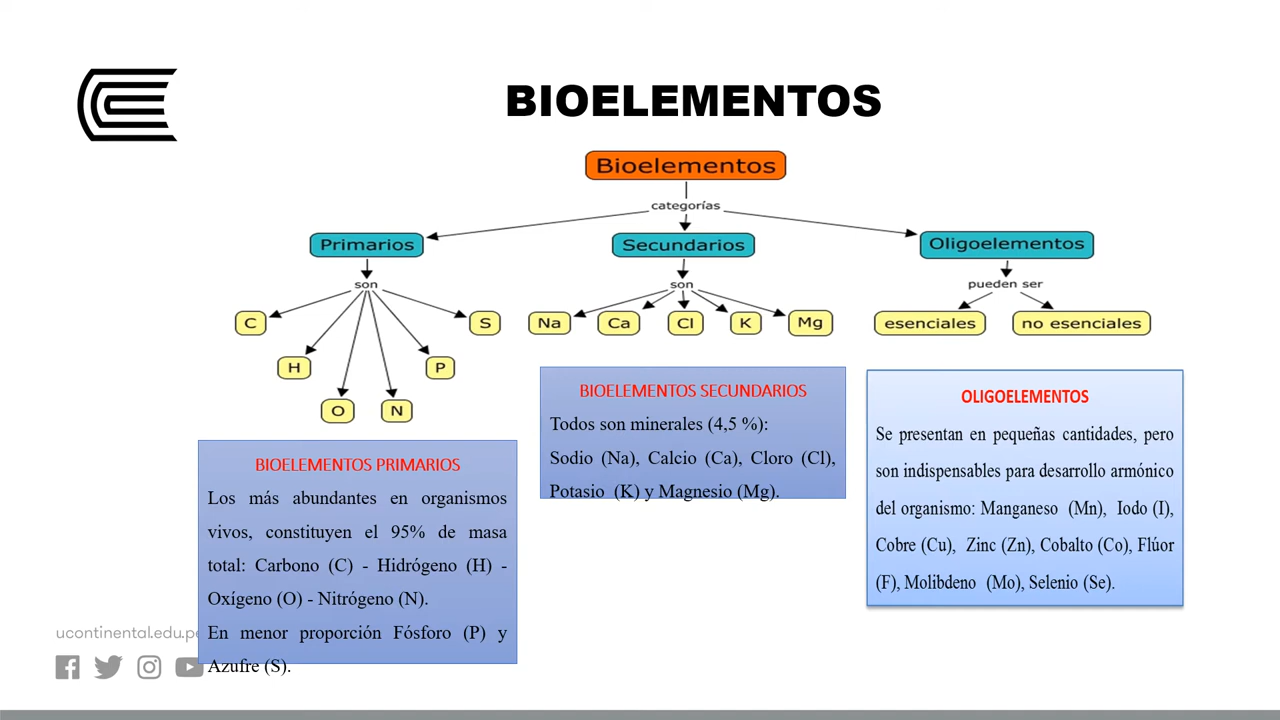 BIOELEMENTOS
Bioelementos
categorías
Primarios
Secundarios
Oligoelementos
son
son
pueden ser
C
S
Na
Ca
Cl
K
Mg
esenciales
no esenciales
H
P
O
N
BIOELEMENTOS PRIMARIOS
Los más abundantes en organismos
vivos, constituyen el 95% de masa
total: Carbono (C) - Hidrógeno (H) -
Oxígeno (O) - Nitrógeno (N).
En menor proporción Fósforo (P) y
Azufre (S).
BIOELEMENTOS SECUNDARIOS
Todos son minerales (4,5 %):
Sodio (Na), Calcio (Ca), Cloro (Cl),
Potasio (K) y Magnesio (Mg).
OLIGOELEMENTOS
Se presentan en pequeñas cantidades, pero
son indispensables para desarrollo armónico
del organismo: Manganeso (Mn), Iodo (I),
Cobre (Cu), Zinc (Zn), Cobalto (Co), Flúor
(F), Molibdeno (Mo), Selenio (Se).
ucontinental.edu.pe